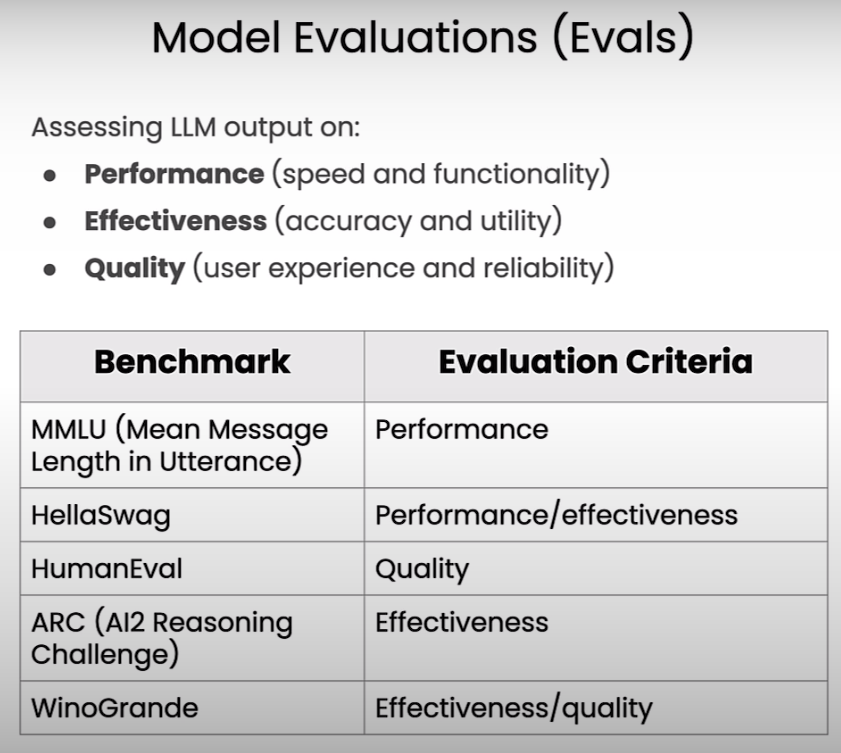 Model Evaluations (Evals)
Assessing LLM output on:
● Performance (speed and functionality)
● Effectiveness (accuracy and utility)
● Quality (user experience and reliability)
Benchmark Evaluation Criteria
MMLU (Mean Message Performance
Length in Utterance)
HellaSwag Performance/effectiveness
HumanEval Quality
ARC (AI2 Reasoning Effectiveness
Challenge)
WinoGrande Effectiveness/quality